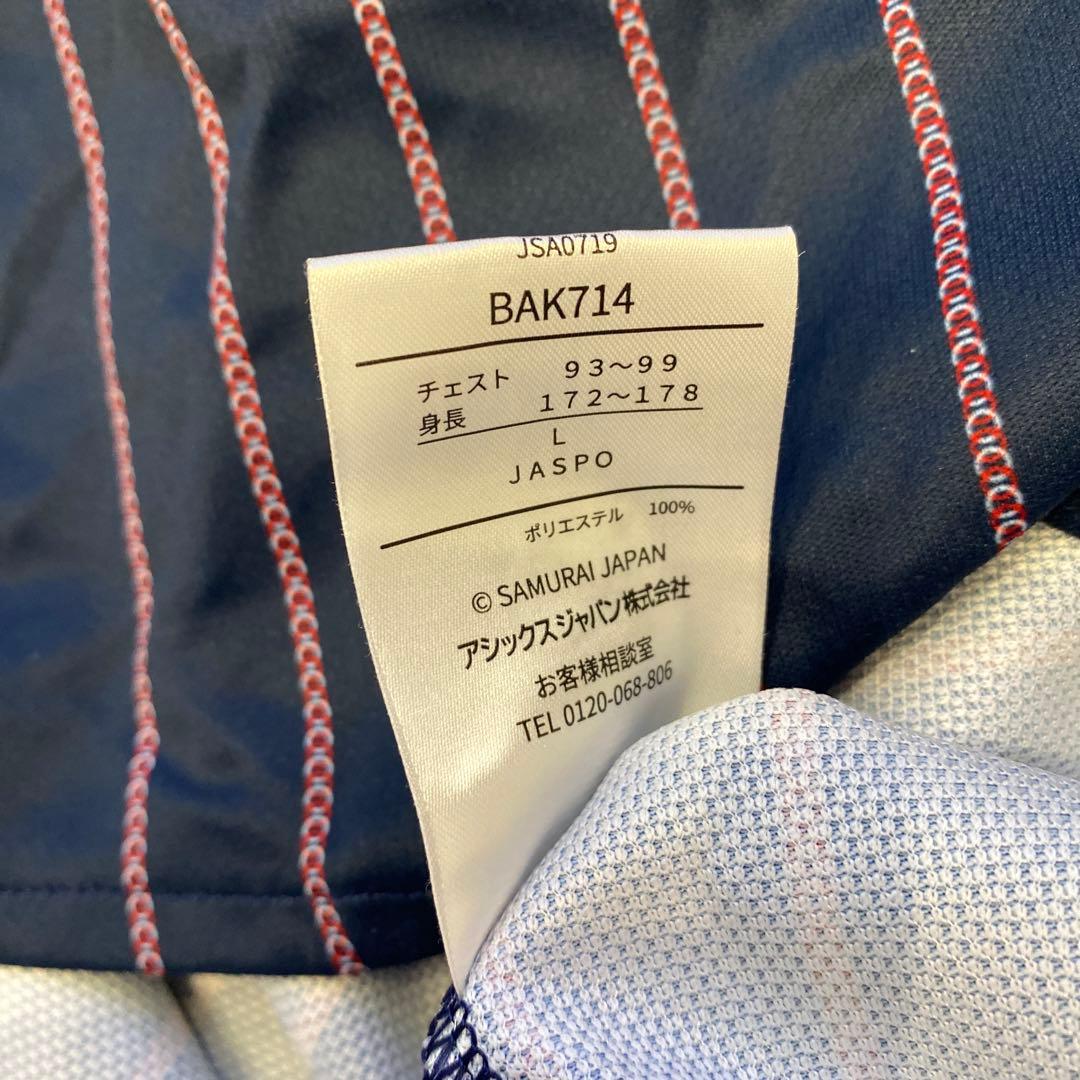 JSA0719
BAK714
チェスト 93～99
身長 172～178
L
JASPO
ポリエステル 100%
© SAMURAI JAPAN
アシックスジャパン株式会社
お客様相談室
TEL 0120-068-806